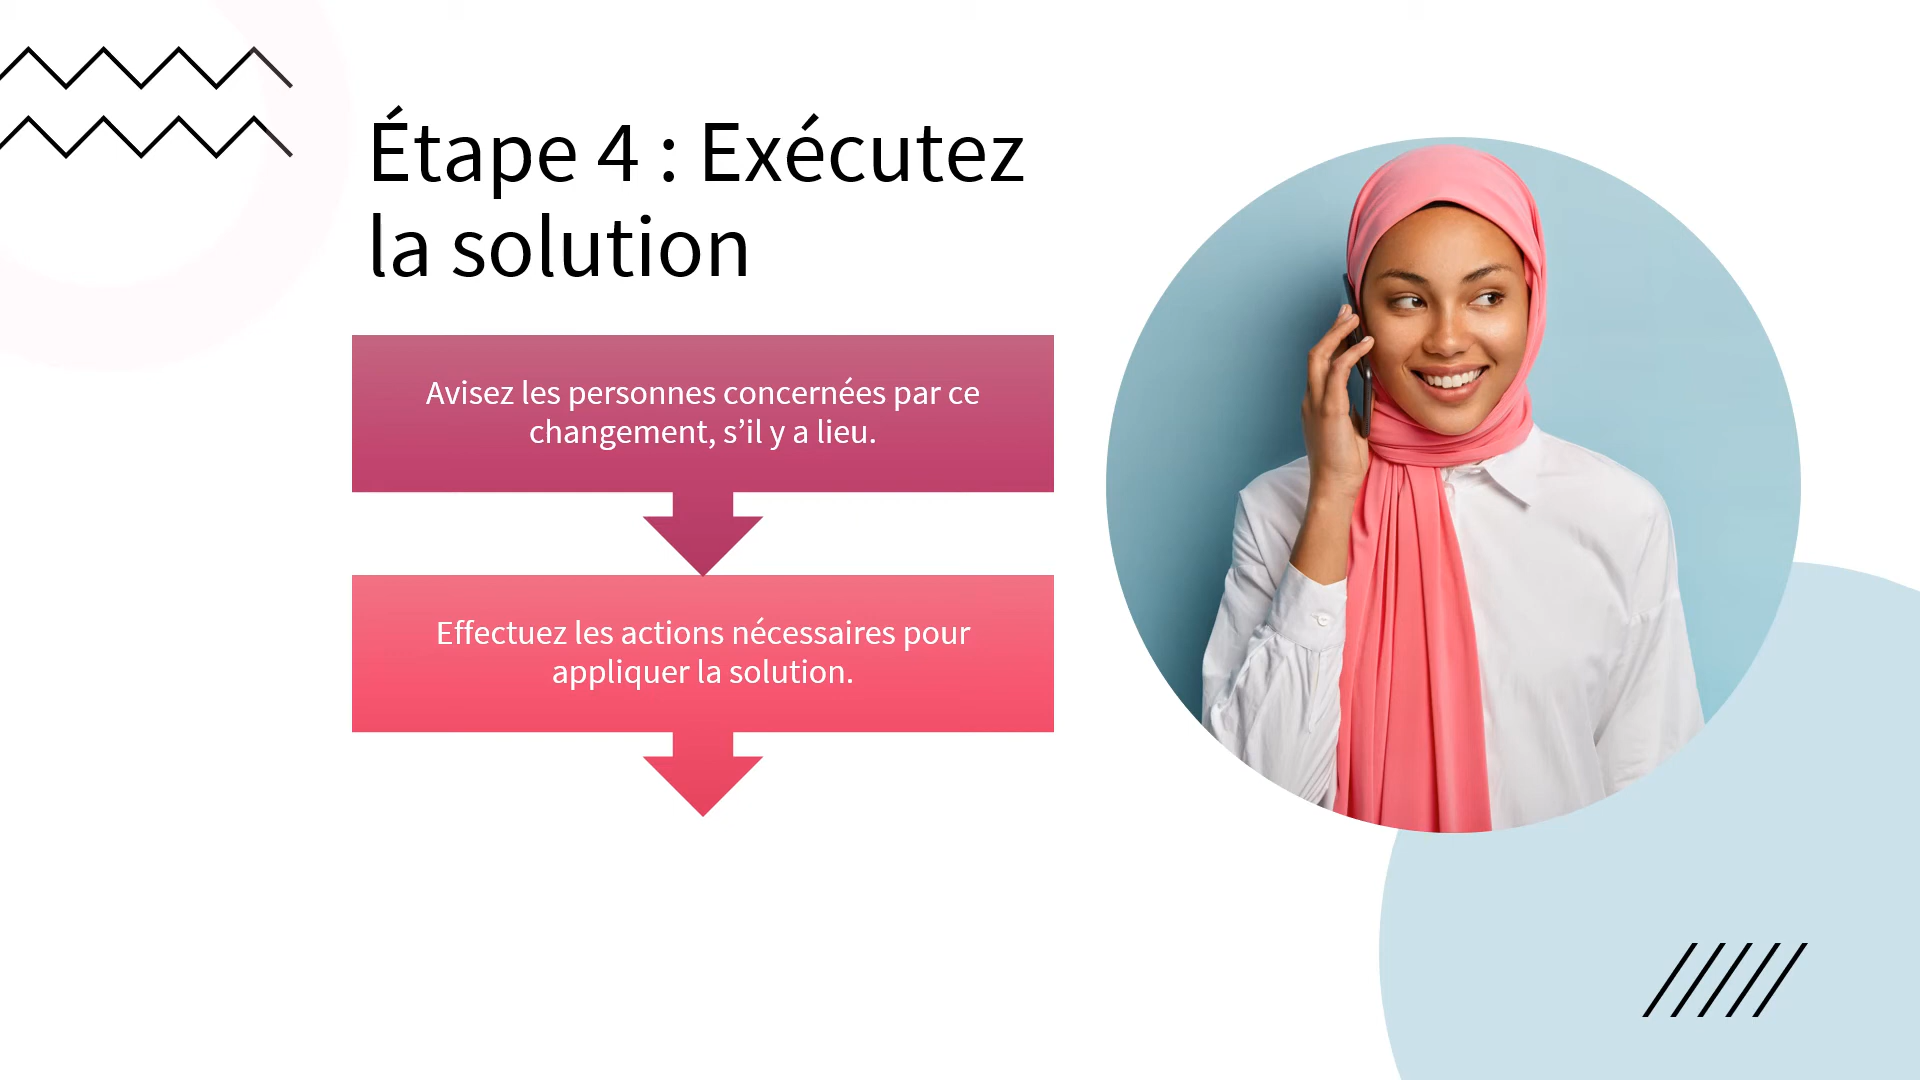 Étape 4 : Exécutez
la solution
Avisez les personnes concernées par ce
changement, s’il y a lieu.
Effectuez les actions nécessaires pour
appliquer la solution.